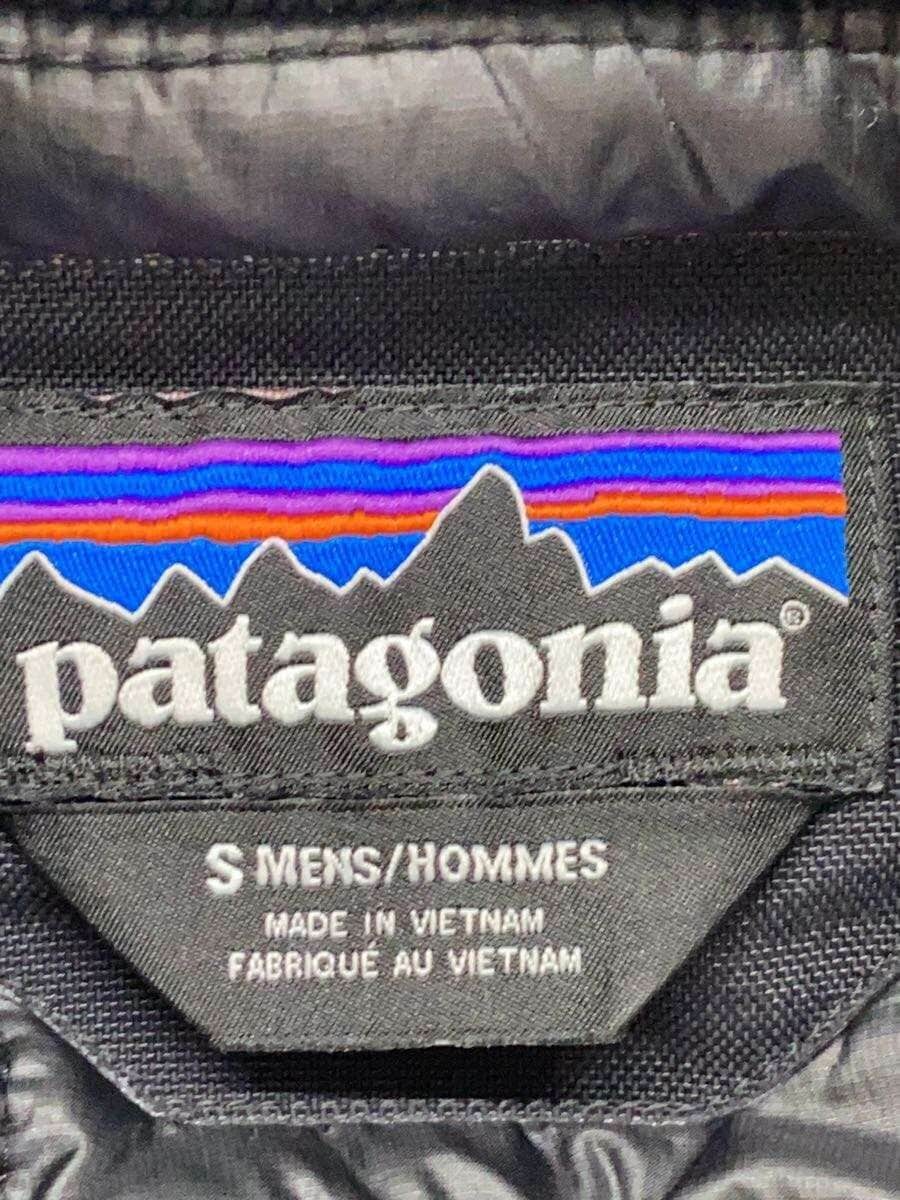 patagonia®
S MENS/HOMMES
MADE IN VIETNAM
FABRIQUÉ AU VIETNAM